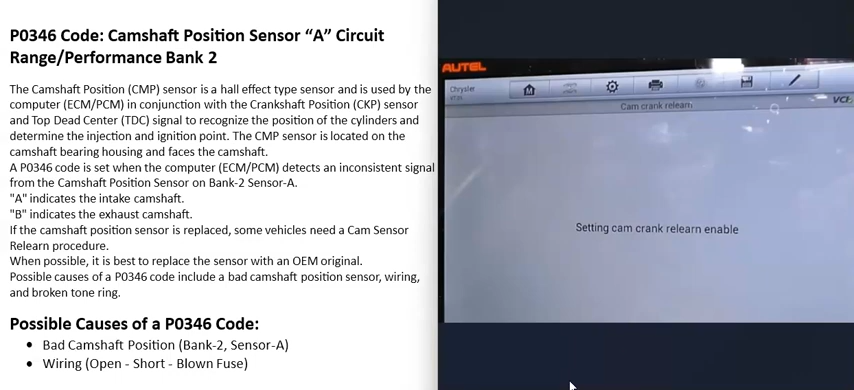 P0346 Code: Camshaft Position Sensor “A” Circuit
Range/Performance Bank 2
The Camshaft Position (CMP) sensor is a hall effect type sensor and is used by the
computer (ECM/PCM) in conjunction with the Crankshaft Position (CKP) sensor
and Top Dead Center (TDC) signal to recognize the position of the cylinders and
determine the injection and ignition point. The CMP sensor is located on the
camshaft bearing housing and faces the camshaft.
A P0346 code is set when the computer (ECM/PCM) detects an inconsistent signal
from the Camshaft Position Sensor on Bank-2 Sensor-A.
"A" indicates the intake camshaft.
"B" indicates the exhaust camshaft.
If the camshaft position sensor is replaced, some vehicles need a Cam Sensor
Relearn procedure.
When possible, it is best to replace the sensor with an OEM original.
Possible causes of a P0346 code include a bad camshaft position sensor, wiring,
and broken tone ring.
Possible Causes of a P0346 Code:
• Bad Camshaft Position (Bank-2, Sensor-A)
• Wiring (Open - Short - Blown Fuse)
AUTEL
Chrysler
VCI
Cam crank relearn
Setting cam crank relearn enable